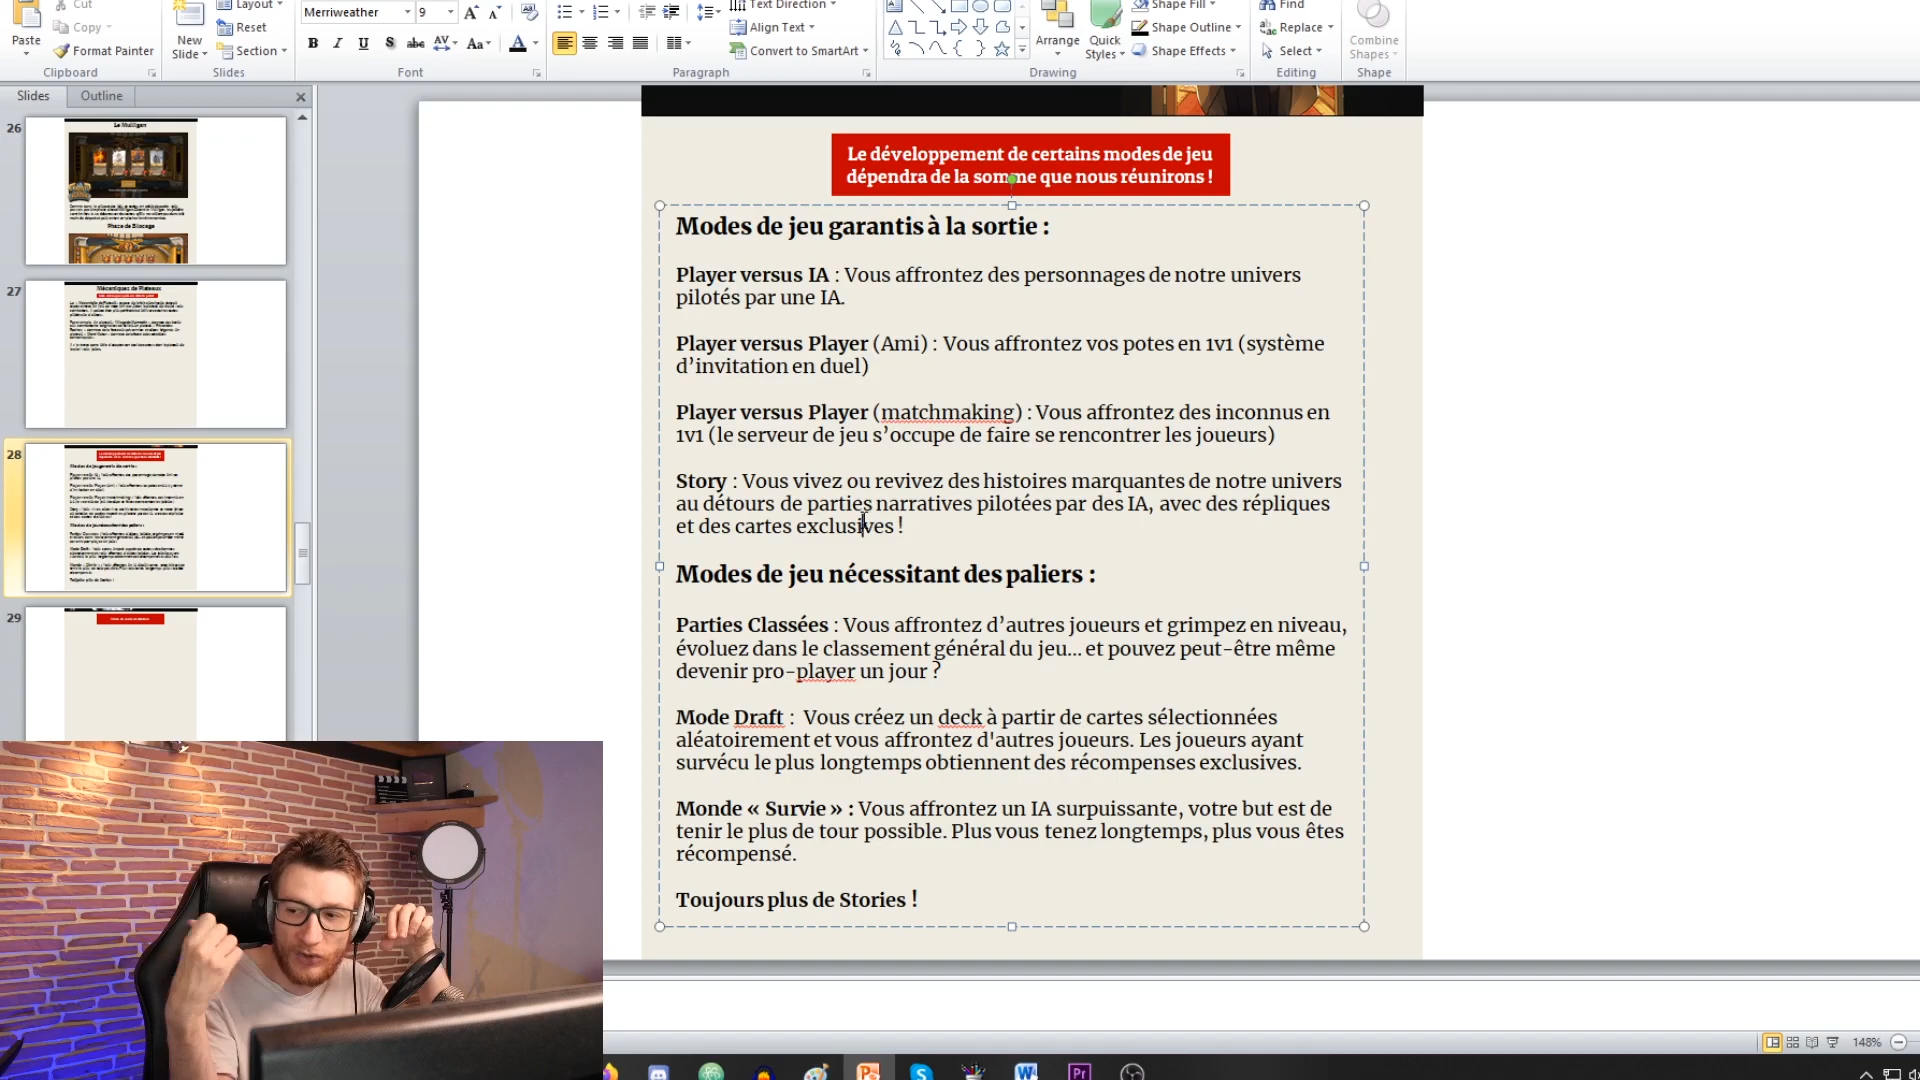 Paste
Cut
Copy
Format Painter
Clipboard
New
Slide
Layout
Reset
Section
Slides
Merriweather
9
Font
Text Direction
Align Text
Convert to SmartArt
Paragraph
Arrange
Quick
Styles
Shape Fill
Shape Outline
Shape Effects
Drawing
Find
Replace
Select
Editing
Combine
Shapes
Shape
Slides
Outline
26
Le Mulligan
Phase de Blocage
27
Mécaniques de Plateaux
28
29
Le développement de certains modes de jeu
dépendra de la somme que nous réunirons !
Modes de jeu garantis à la sortie :
Player versus IA : Vous affrontez des personnages de notre univers
pilotés par une IA.
Player versus Player (Ami) : Vous affrontez vos potes en 1v1 (système
d’invitation en duel)
Player versus Player (matchmaking) : Vous affrontez des inconnus en
1v1 (le serveur de jeu s’occupe de faire se rencontrer les joueurs)
Story : Vous vivez ou revivez des histoires marquantes de notre univers
au détours de parties narratives pilotées par des IA, avec des répliques
et des cartes exclusives !
Modes de jeu nécessitant des paliers :
Parties Classées : Vous affrontez d’autres joueurs et grimpez en niveau,
évoluez dans le classement général du jeu... et pouvez peut-être même
devenir pro-player un jour ?
Mode Draft : Vous créez un deck à partir de cartes sélectionnées
aléatoirement et vous affrontez d'autres joueurs. Les joueurs ayant
survécu le plus longtemps obtiennent des récompenses exclusives.
Monde « Survie » : Vous affrontez un IA surpuissante, votre but est de
tenir le plus de tour possible. Plus vous tenez longtemps, plus vous êtes
récompensé.
Toujours plus de Stories !
148%